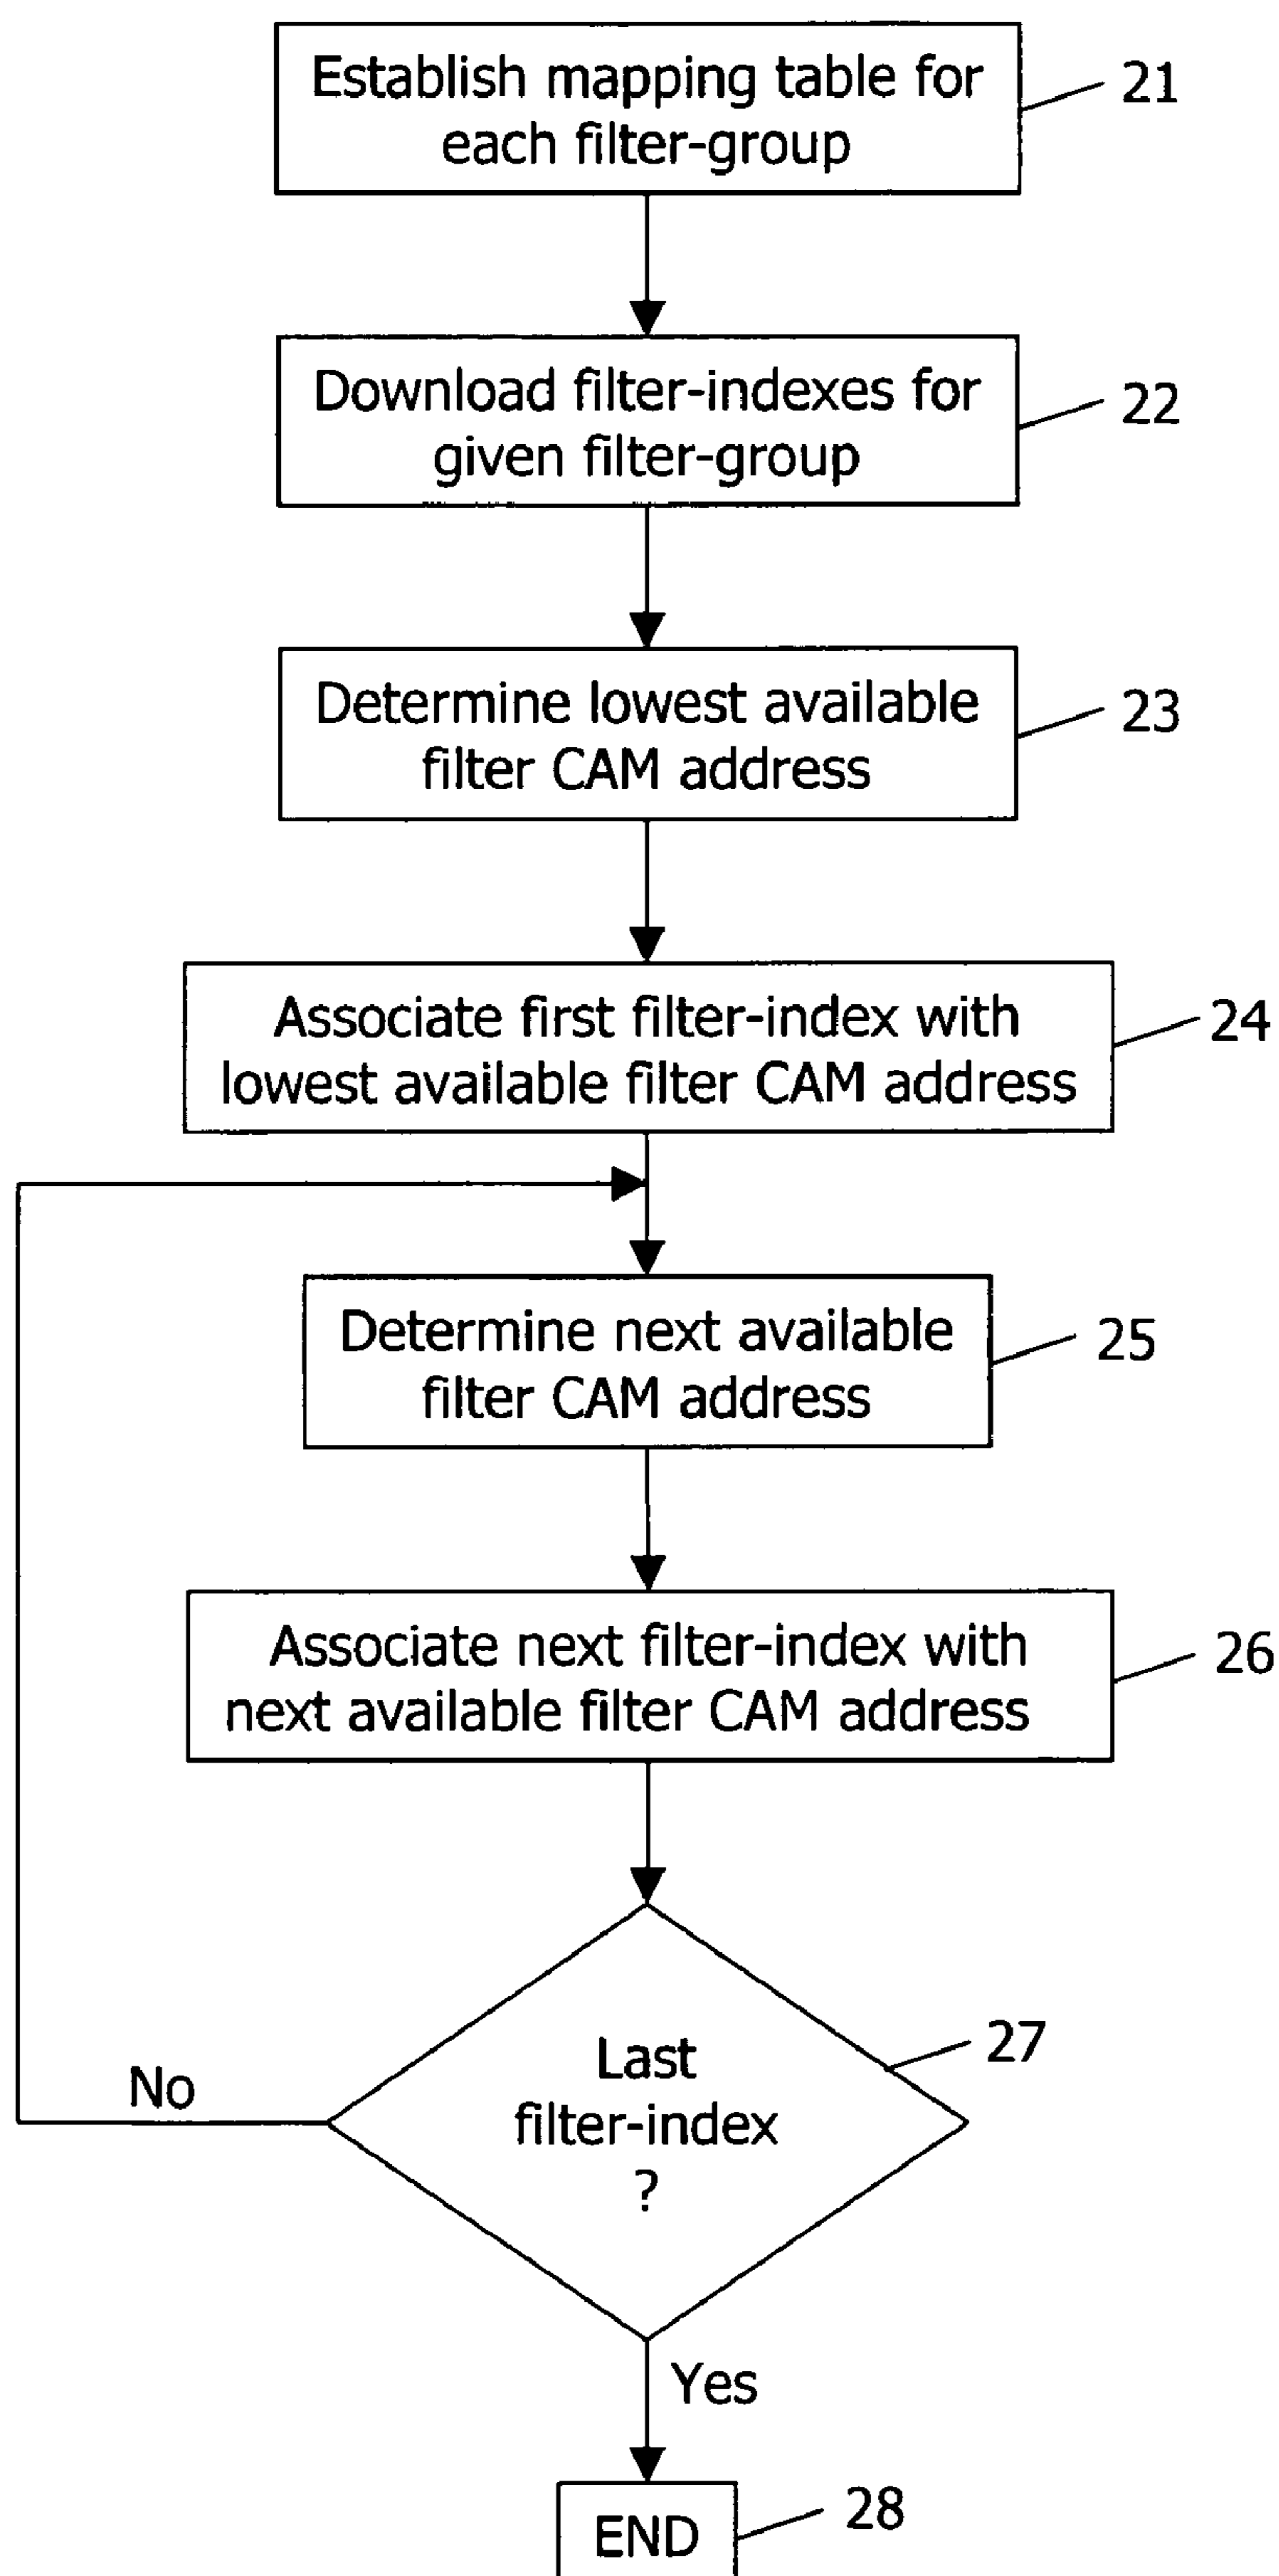 Establish mapping table for
each filter-group
21
Download filter-indexes for
given filter-group
22
Determine lowest available
filter CAM address
23
Associate first filter-index with
lowest available filter CAM address
24
Determine next available
filter CAM address
25
Associate next filter-index with
next available filter CAM address
26
Last
filter-index
?
27
No
Yes
END
28